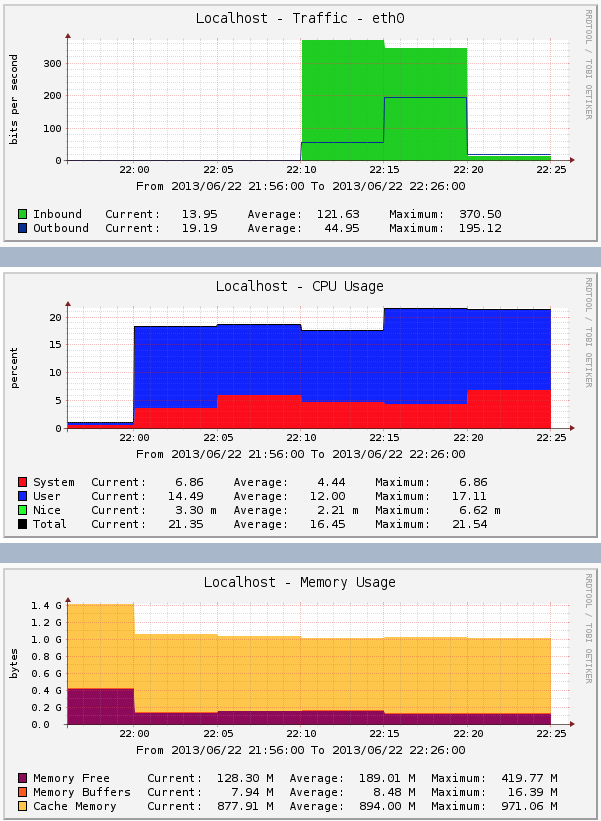 Localhost - Traffic - eth0
RRDTOOL / TOBI OETIKER
bits per second
300
200
100
0
22:00 22:05 22:10 22:15 22:20 22:25
From 2013/06/22 21:56:00 To 2013/06/22 22:26:00
Inbound Current: 13.95 Average: 121.63 Maximum: 370.50
Outbound Current: 19.19 Average: 44.95 Maximum: 195.12
Localhost - CPU Usage
RRDTOOL / TOBI OETIKER
percent
20
15
10
5
0
22:00 22:05 22:10 22:15 22:20 22:25
From 2013/06/22 21:56:00 To 2013/06/22 22:26:00
System Current: 6.86 Average: 4.44 Maximum: 6.86
User Current: 14.49 Average: 12.00 Maximum: 17.11
Nice Current: 3.30 m Average: 2.21 m Maximum: 6.62 m
Total Current: 21.35 Average: 16.45 Maximum: 21.54
Localhost - Memory Usage
RRDTOOL / TOBI OETIKER
bytes
1.4 G
1.2 G
1.0 G
0.8 G
0.6 G
0.4 G
0.2 G
0.0
22:00 22:05 22:10 22:15 22:20 22:25
From 2013/06/22 21:56:00 To 2013/06/22 22:26:00
Memory Free Current: 128.30 M Average: 189.01 M Maximum: 419.77 M
Memory Buffers Current: 7.94 M Average: 8.48 M Maximum: 16.39 M
Cache Memory Current: 877.91 M Average: 894.00 M Maximum: 971.06 M